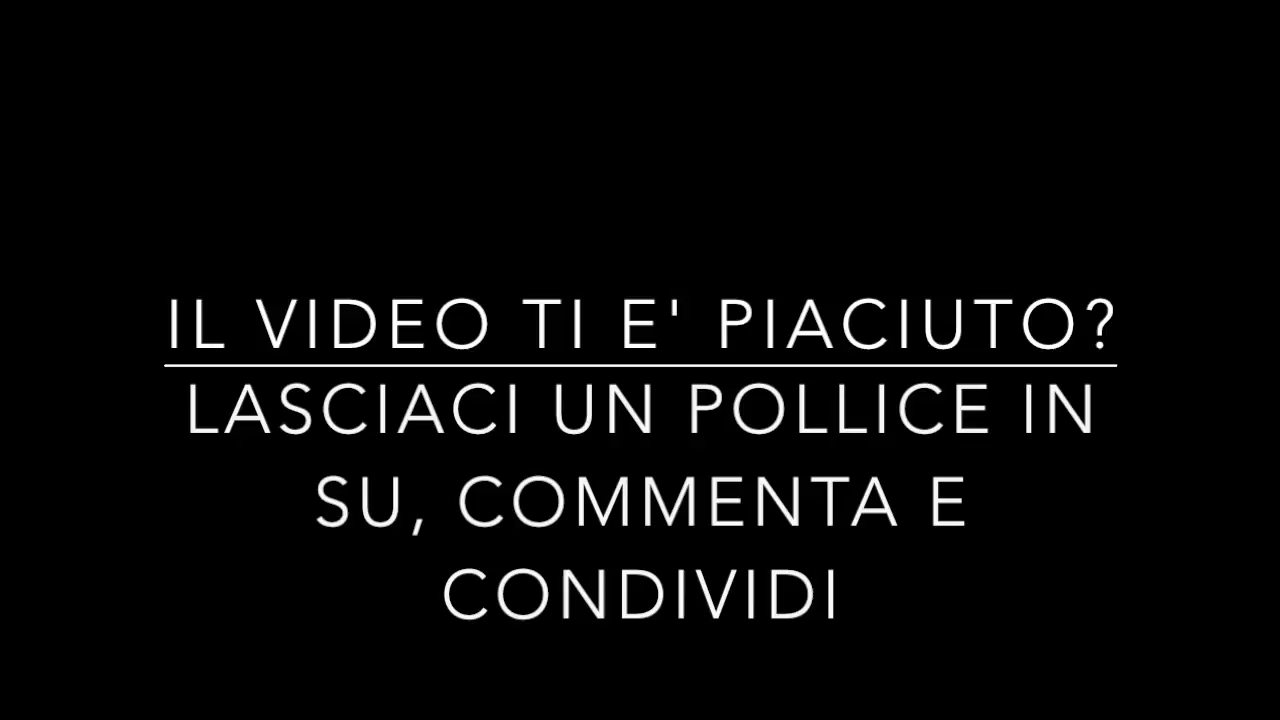 IL VIDEO TI E' PIACIUTO?
LASCIACI UN POLLICE IN
SU, COMMENTA E
CONDIVIDI